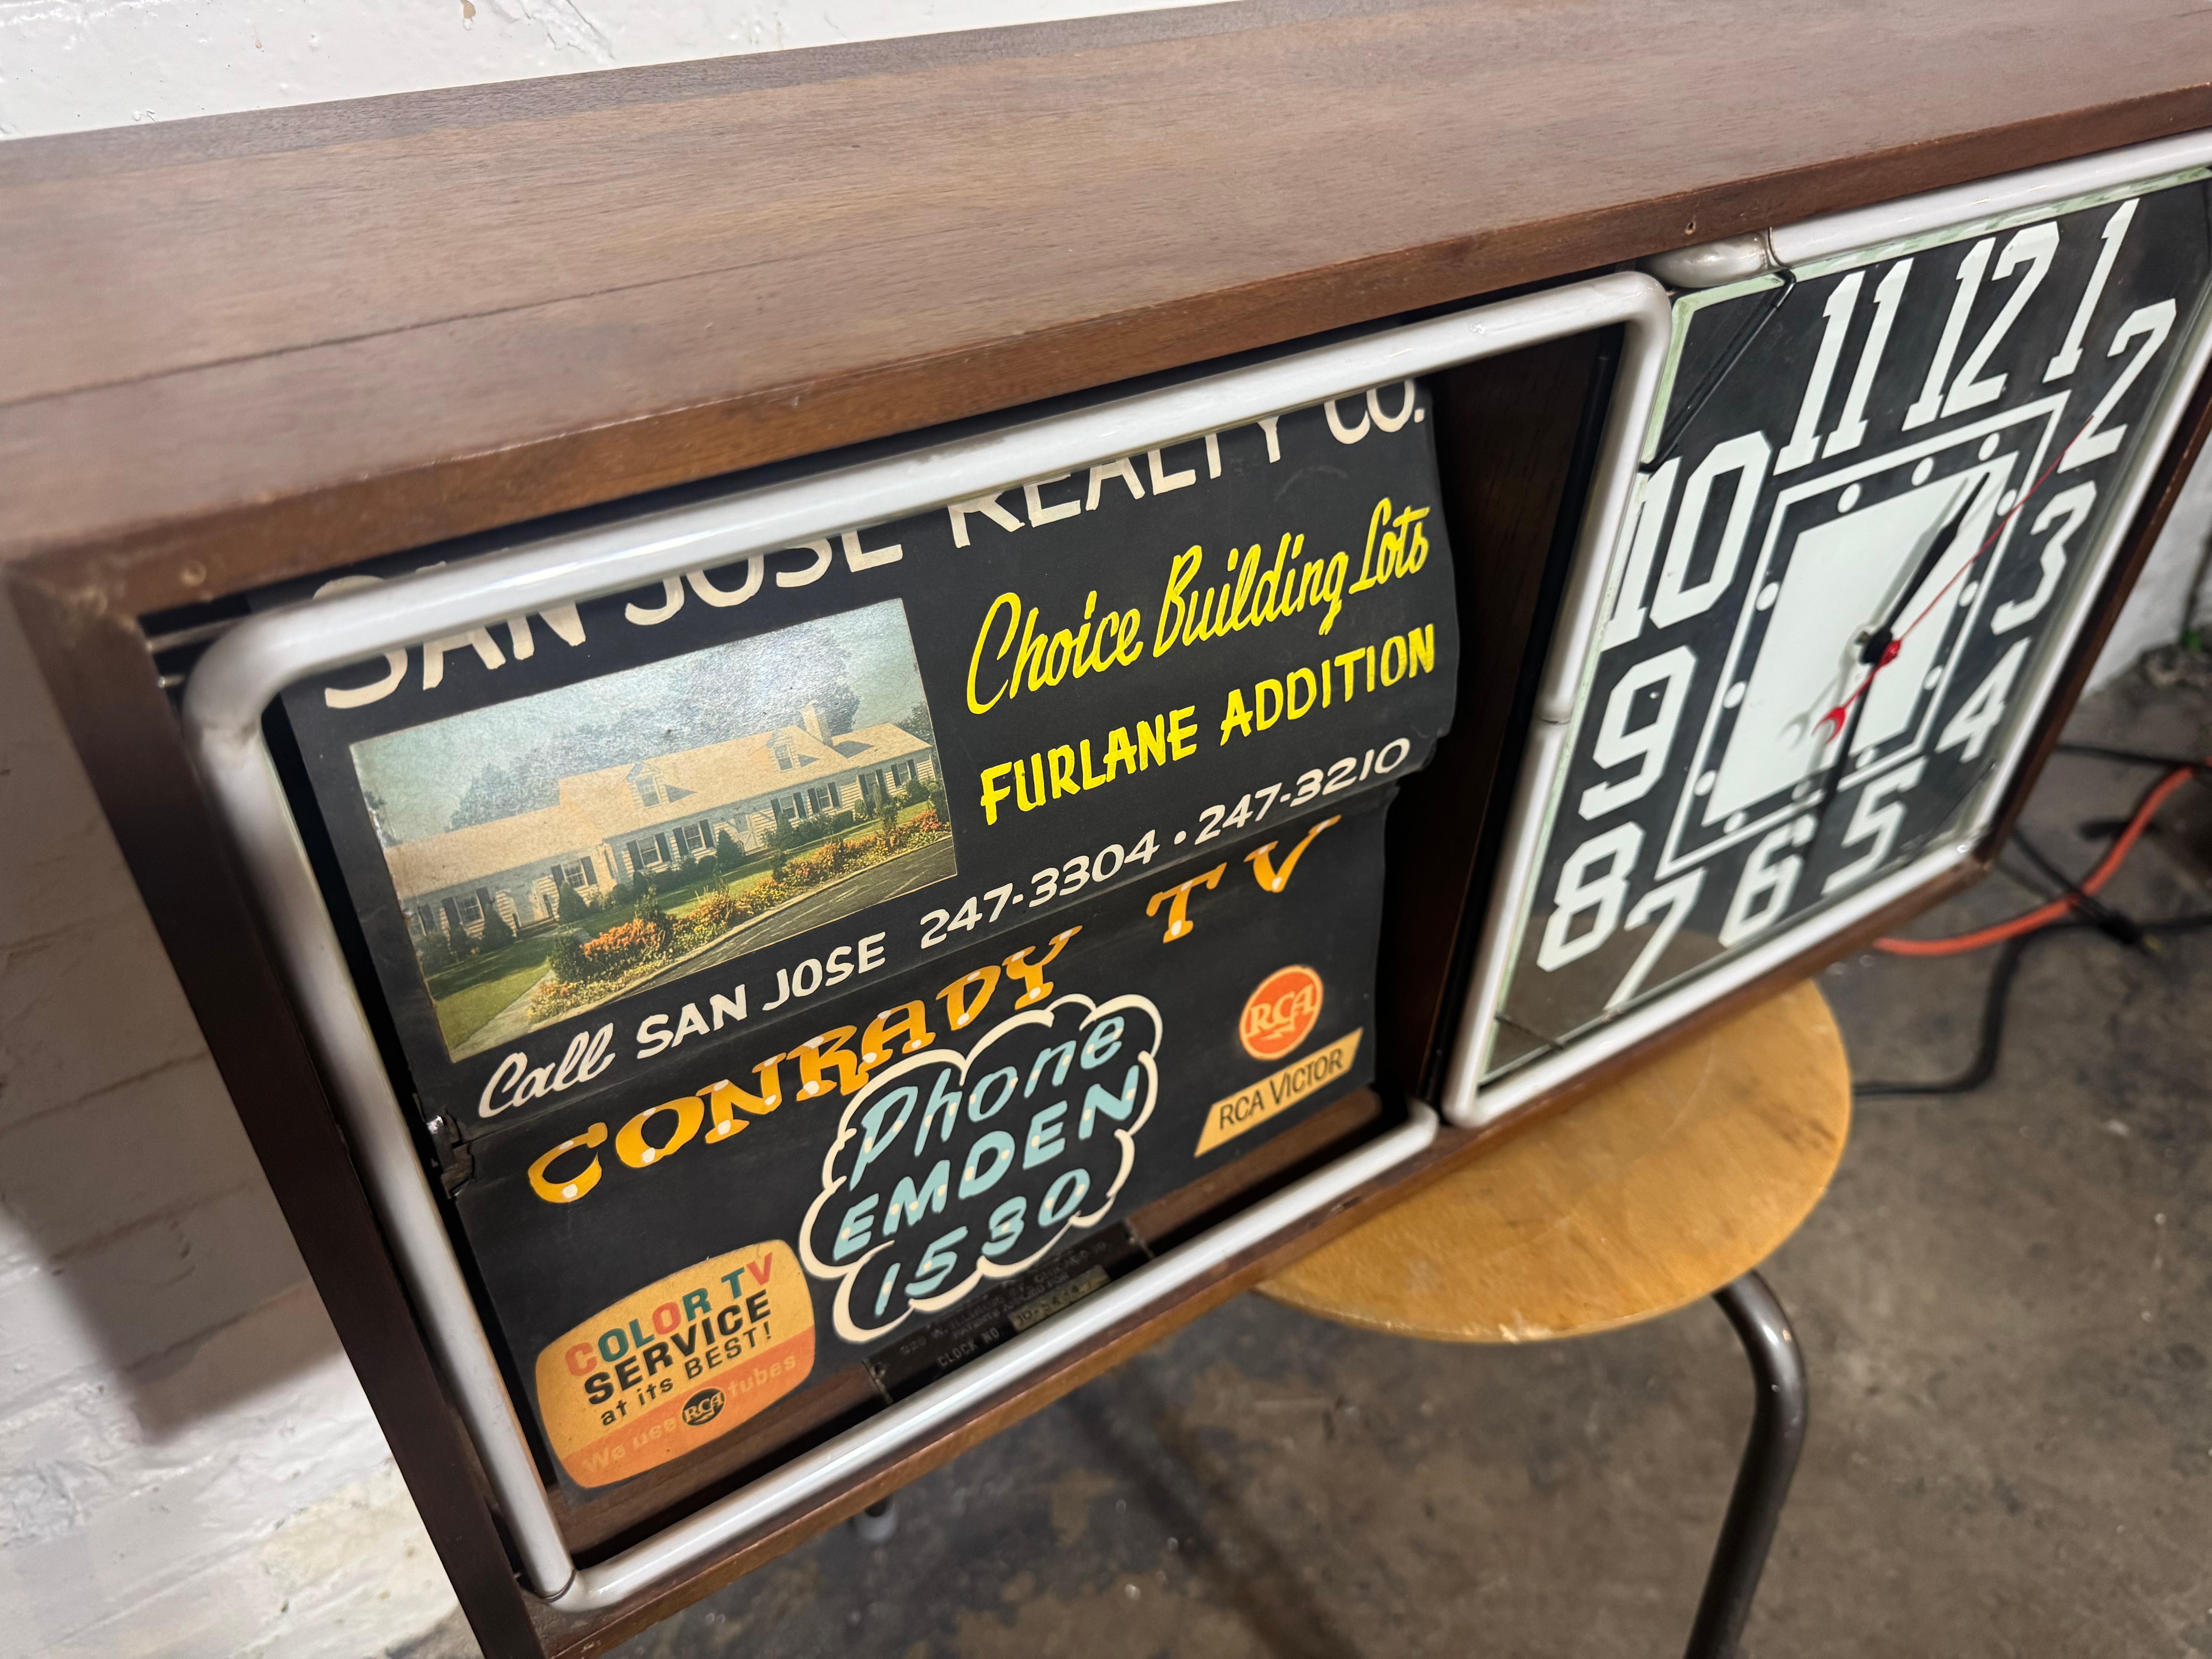 SAN JOSE REALTY CO.
Choice Building Lots
FURLANE ADDITION
Call SAN JOSE 247-3304 • 247-3210
CONRADY TV
Phone
EMDEN
1530
RCA
RCA VICTOR
COLOR TV
SERVICE
at its BEST!
We use RCA tubes
CLOCK NO
11 12 1
10 2
9 3
8 4
7 6 5